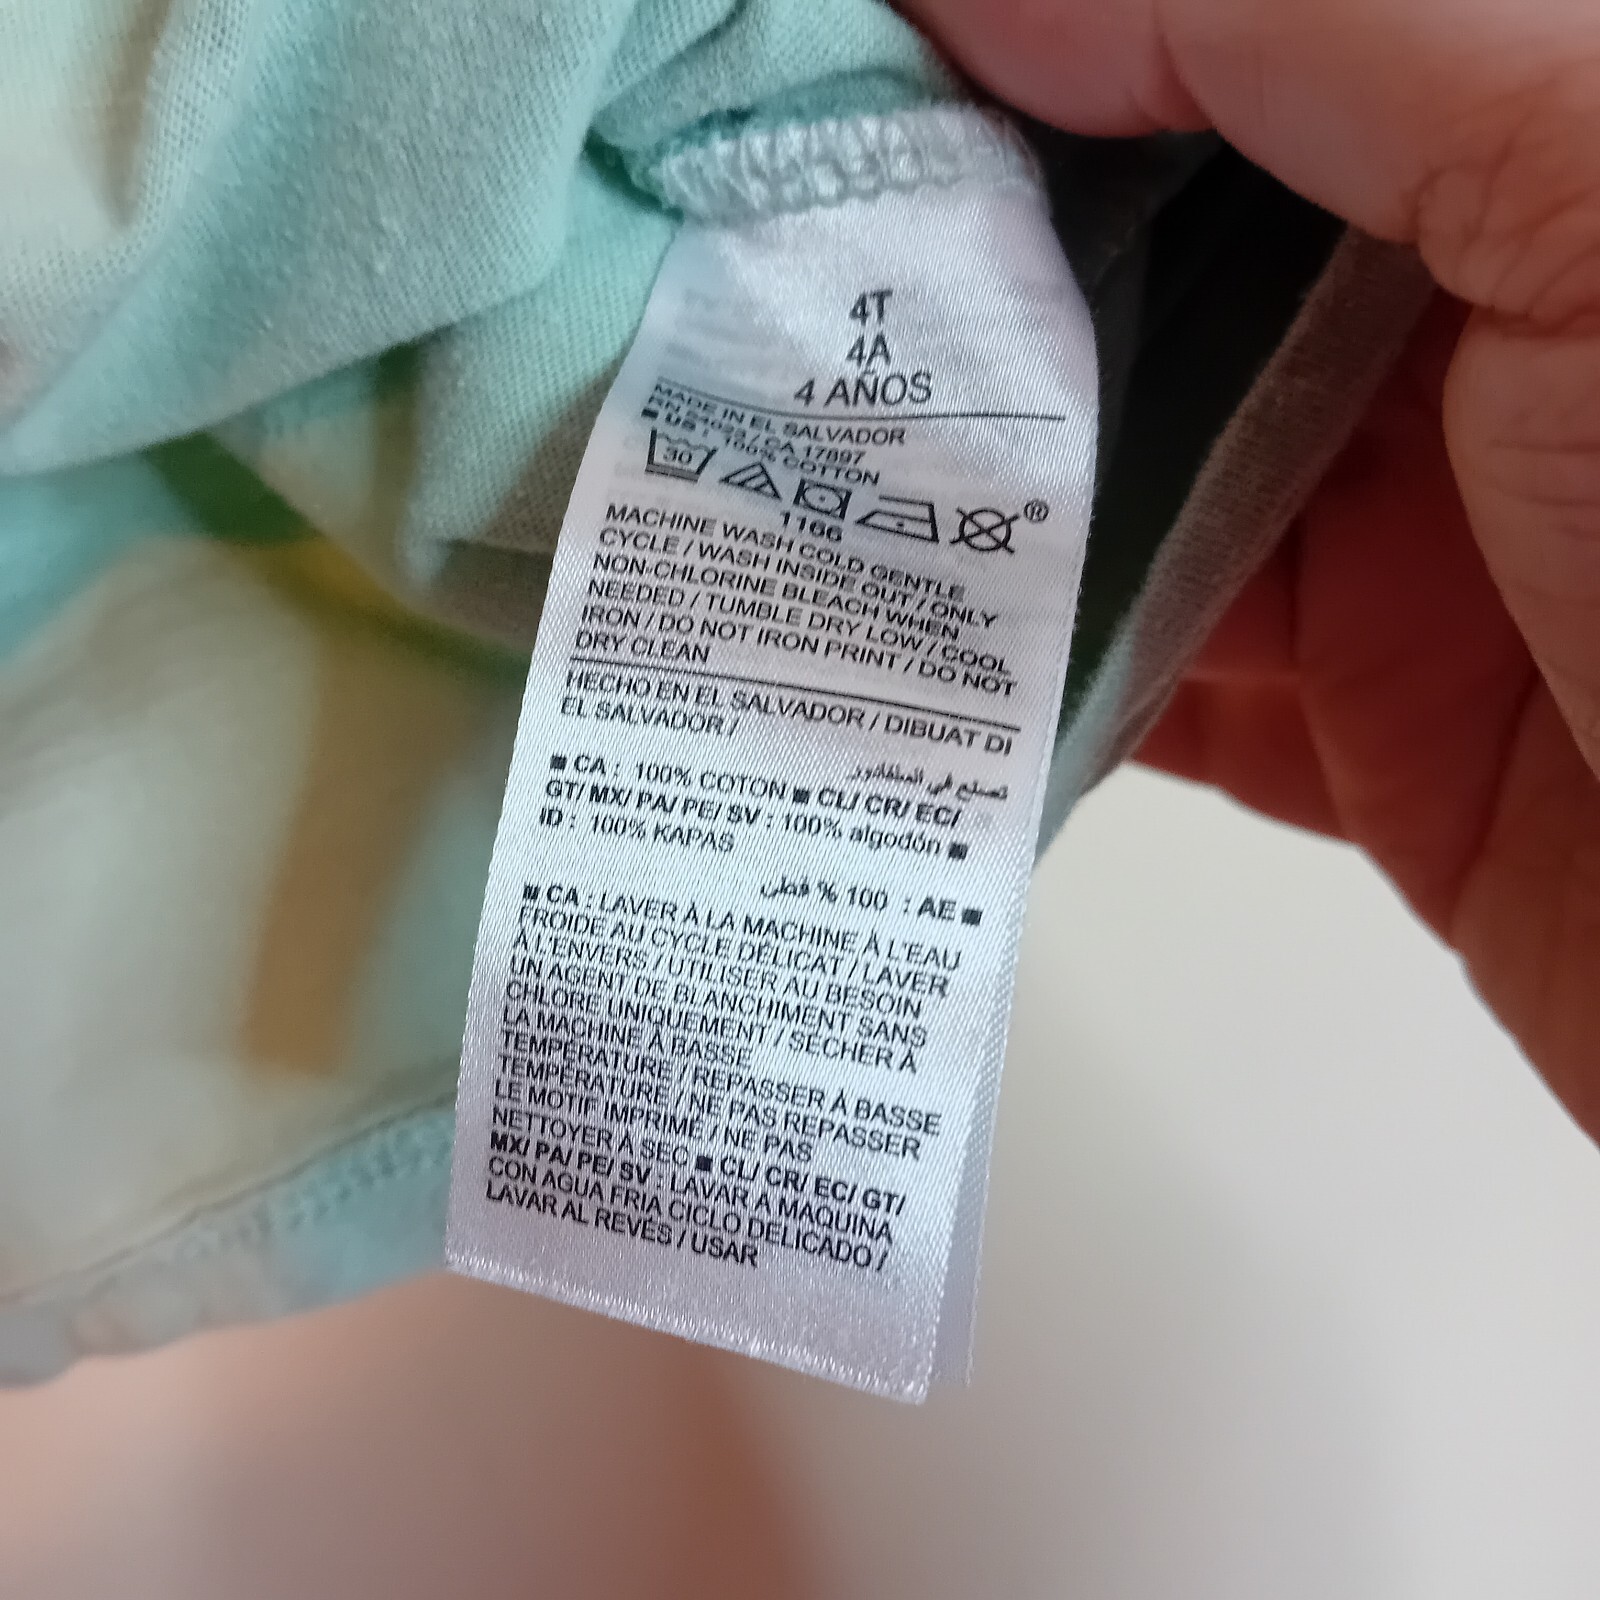 4T
4A
4 AÑOS
MADE IN EL SALVADOR
RN 54023 / CA 17897
■ US : 100% COTTON
30
®
1166
MACHINE WASH COLD GENTLE
CYCLE / WASH INSIDE OUT / ONLY
NON-CHLORINE BLEACH WHEN
NEEDED / TUMBLE DRY LOW / COOL
IRON / DO NOT IRON PRINT / DO NOT
DRY CLEAN
HECHO EN EL SALVADOR / DIBUAT DI
EL SALVADOR /
تصنع في السلفادور
■ CA : 100% COTON ■ CL/ CR/ EC/
GT/ MX/ PA/ PE/ SV : 100% algodón ■
ID : 100% KAPAS
■ AE : 100 % قطن
■ CA : LAVER À LA MACHINE À L'EAU
FROIDE AU CYCLE DÉLICAT / LAVER
À L'ENVERS / UTILISER AU BESOIN
UN AGENT DE BLANCHIMENT SANS
CHLORE UNIQUEMENT / SÉCHER À
LA MACHINE À BASSE
TEMPÉRATURE / REPASSER À BASSE
TEMPÉRATURE / NE PAS REPASSER
LE MOTIF IMPRIMÉ / NE PAS
NETTOYER À SEC ■ CL/ CR/ EC/ GT/
MX/ PA/ PE/ SV : LAVAR A MAQUINA
CON AGUA FRIA CICLO DELICADO /
LAVAR AL REVÉS / USAR